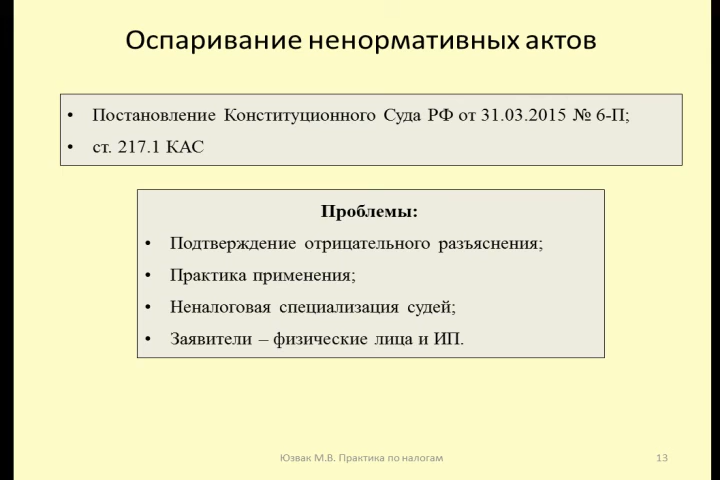 Оспаривание ненормативных актов
• Постановление Конституционного Суда РФ от 31.03.2015 № 6-П;
• ст. 217.1 КАС
Проблемы:
• Подтверждение отрицательного разъяснения;
• Практика применения;
• Неналоговая специализация судей;
• Заявители – физические лица и ИП.
Юзвак М.В. Практика по налогам 13